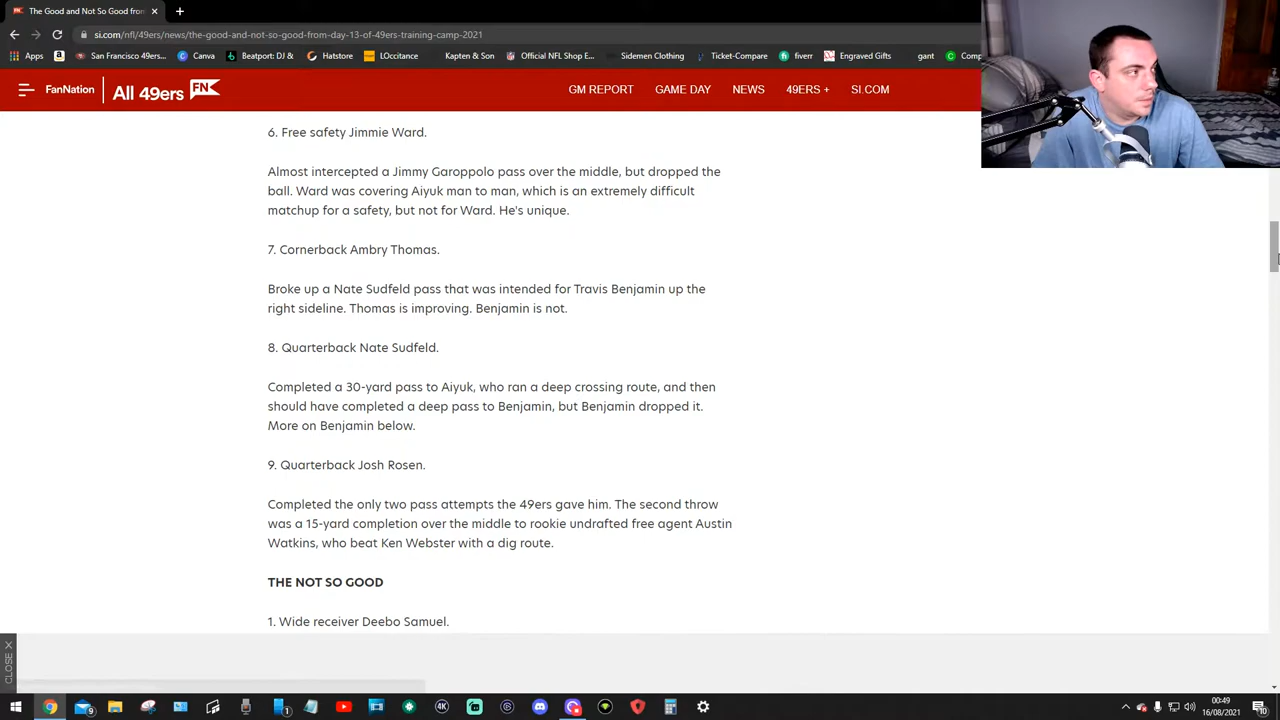 The Good and Not So Good from
si.com/nfl/49ers/news/the-good-and-not-so-good-from-day-13-of-49ers-training-camp-2021
Apps San Francisco 49ers... Canva Beatport: DJ & Hatstore LOccitance Kapten & Son Official NFL Shop E... Sidemen Clothing Ticket-Compare fiverr Engraved Gifts gant Comp
FanNation All 49ers FN GM REPORT GAME DAY NEWS 49ERS + SI.COM
6. Free safety Jimmie Ward.
Almost intercepted a Jimmy Garoppolo pass over the middle, but dropped the
ball. Ward was covering Aiyuk man to man, which is an extremely difficult
matchup for a safety, but not for Ward. He's unique.
7. Cornerback Ambry Thomas.
Broke up a Nate Sudfeld pass that was intended for Travis Benjamin up the
right sideline. Thomas is improving. Benjamin is not.
8. Quarterback Nate Sudfeld.
Completed a 30-yard pass to Aiyuk, who ran a deep crossing route, and then
should have completed a deep pass to Benjamin, but Benjamin dropped it.
More on Benjamin below.
9. Quarterback Josh Rosen.
Completed the only two pass attempts the 49ers gave him. The second throw
was a 15-yard completion over the middle to rookie undrafted free agent Austin
Watkins, who beat Ken Webster with a dig route.
THE NOT SO GOOD
1. Wide receiver Deebo Samuel.
CLOSE X
4K
00:49
16/08/2021